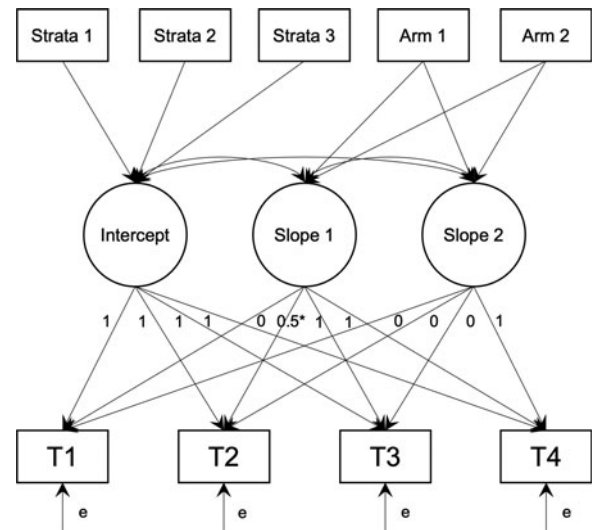 Strata 1 Strata 2 Strata 3 Arm 1 Arm 2
Intercept Slope 1 Slope 2
1 1 1 1 0 0.5* 1 1 0 0 0 1
T1 T2 T3 T4
e e e e